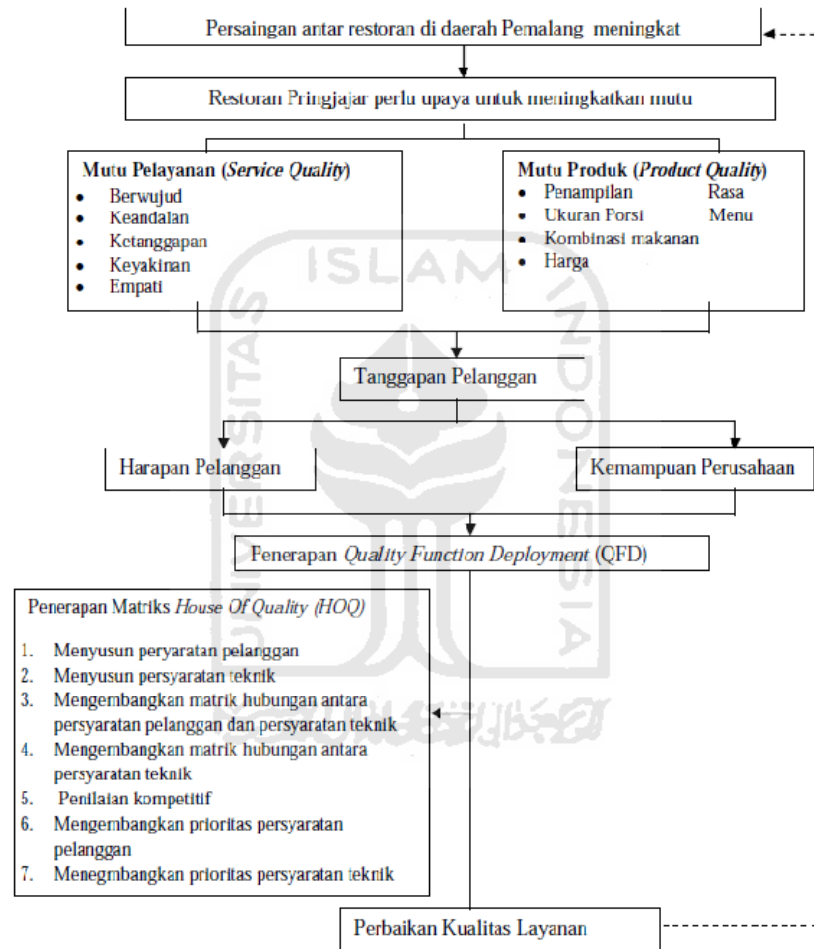 Persaingan antar restoran di daerah Pemalang meningkat
Restoran Pringjajar perlu upaya untuk meningkatkan mutu
Mutu Pelayanan (Service Quality)
• Berwujud
• Keandalan
• Ketanggapan
• Keyakinan
• Empati
Mutu Produk (Product Quality)
• Penampilan Rasa
• Ukuran Porsi Menu
• Kombinasi makanan
• Harga
Tanggapan Pelanggan
Harapan Pelanggan
Kemampuan Perusahaan
Penerapan Quality Function Deployment (QFD)
Penerapan Matriks House Of Quality (HOQ)
1. Menyusun peryaratan pelanggan
2. Menyusun persyaratan teknik
3. Mengembangkan matrik hubungan antara
persyaratan pelanggan dan persyaratan teknik
4. Mengembangkan matrik hubungan antara
persyaratan teknik
5. Penilaian kompetitif
6. Mengembangkan prioritas persyaratan
pelanggan
7. Menegmbangkan prioritas persyaratan teknik
Perbaikan Kualitas Layanan
UNIVERSITAS
ISLAM
INDONESIA